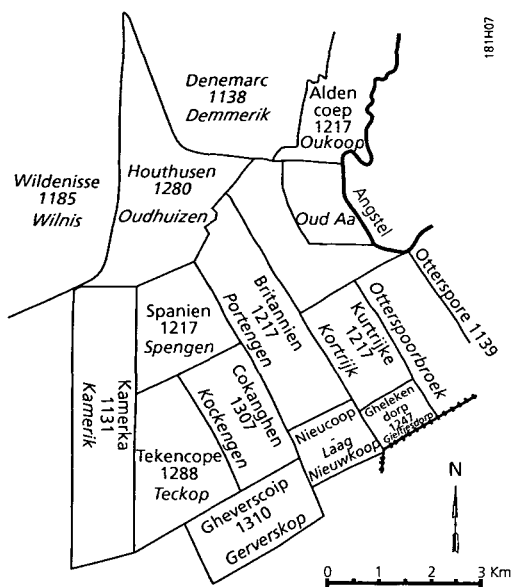 181H07
Denemarc
1138
Demmerik
Alden
coep
1217
Oukoop
Wildenisse
1185
Wilnis
Houthusen
1280
Oudhuizen
Oud Aa
Angstel
Otterspore 1139
Britannien
1217
Portengen
Spanien
1217
Spengen
Otterspoorbroek
Kurtrijke
1217
Kortrijk
Kamerka
1131
Kamerik
Cokanghen
1307
Kockengen
Gheleken
dorp
1247
Gieltjesdorp
Nieucoop
-
Laag
Nieuwkoop
Tekencope
1288
Teckop
Gheverscoip
1310
Gerverskop
N
0 1 2 3 Km